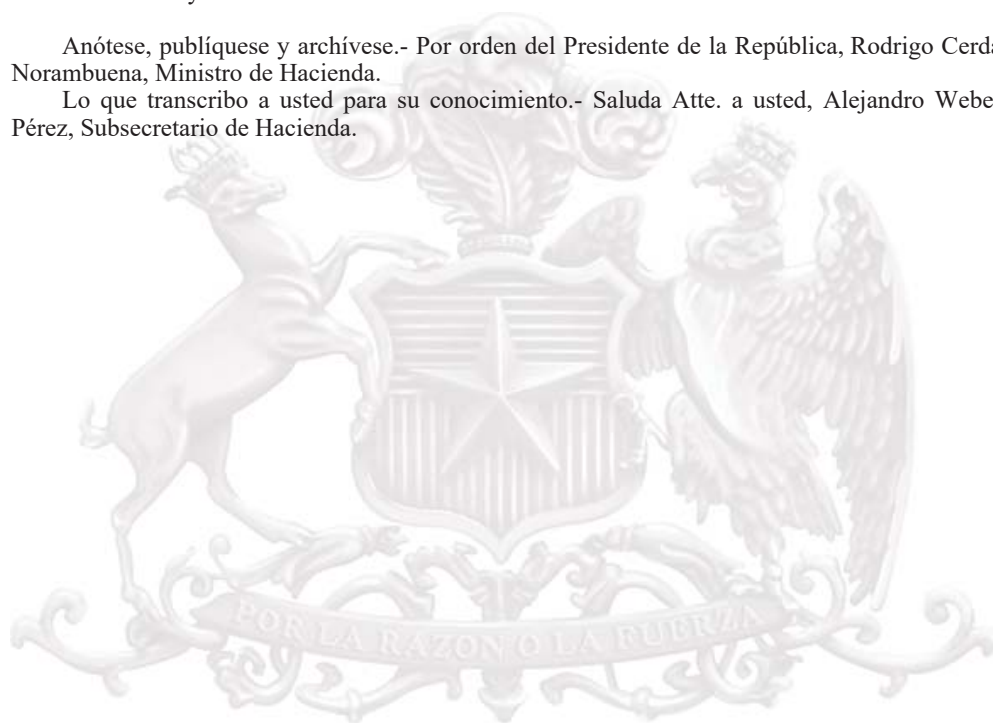 Anótese, publíquese y archívese.- Por orden del Presidente de la República, Rodrigo Cerda
Norambuena, Ministro de Hacienda.
Lo que transcribo a usted para su conocimiento.- Saluda Atte. a usted, Alejandro Webe
Pérez, Subsecretario de Hacienda.
POR LA RAZON O LA FUERZA